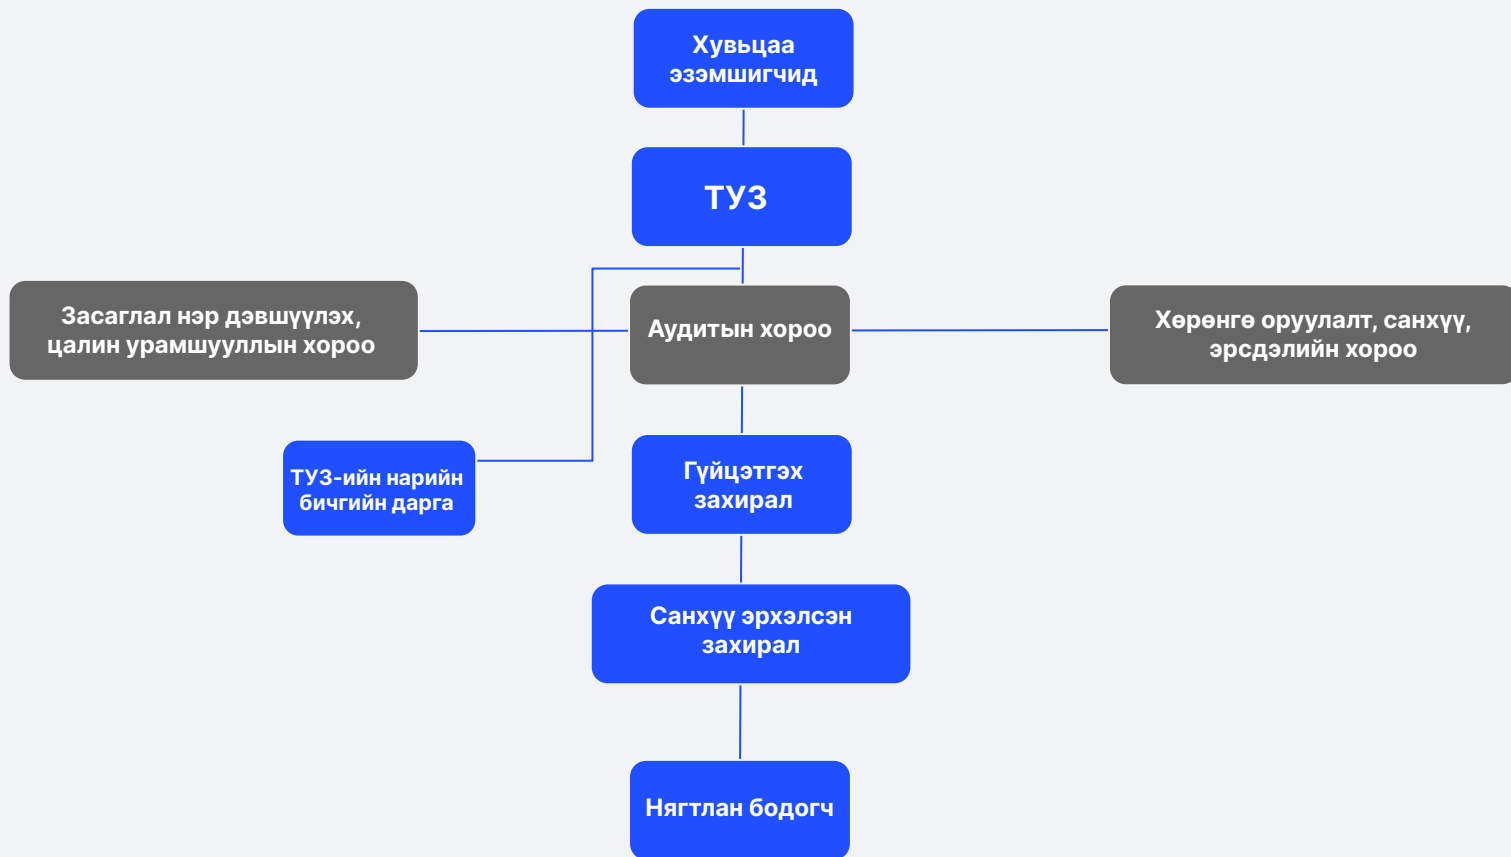 Хувьцаа
эзэмшигчид
ТУЗ
Засаглал нэр дэвшүүлэх,
цалин урамшууллын хороо
Аудитын хороо
Хөрөнгө оруулалт, санхүү,
эрсдэлийн хороо
ТУЗ-ийн нарийн
бичгийн дарга
Гүйцэтгэх
захирал
Санхүү эрхэлсэн
захирал
Нягтлан бодогч